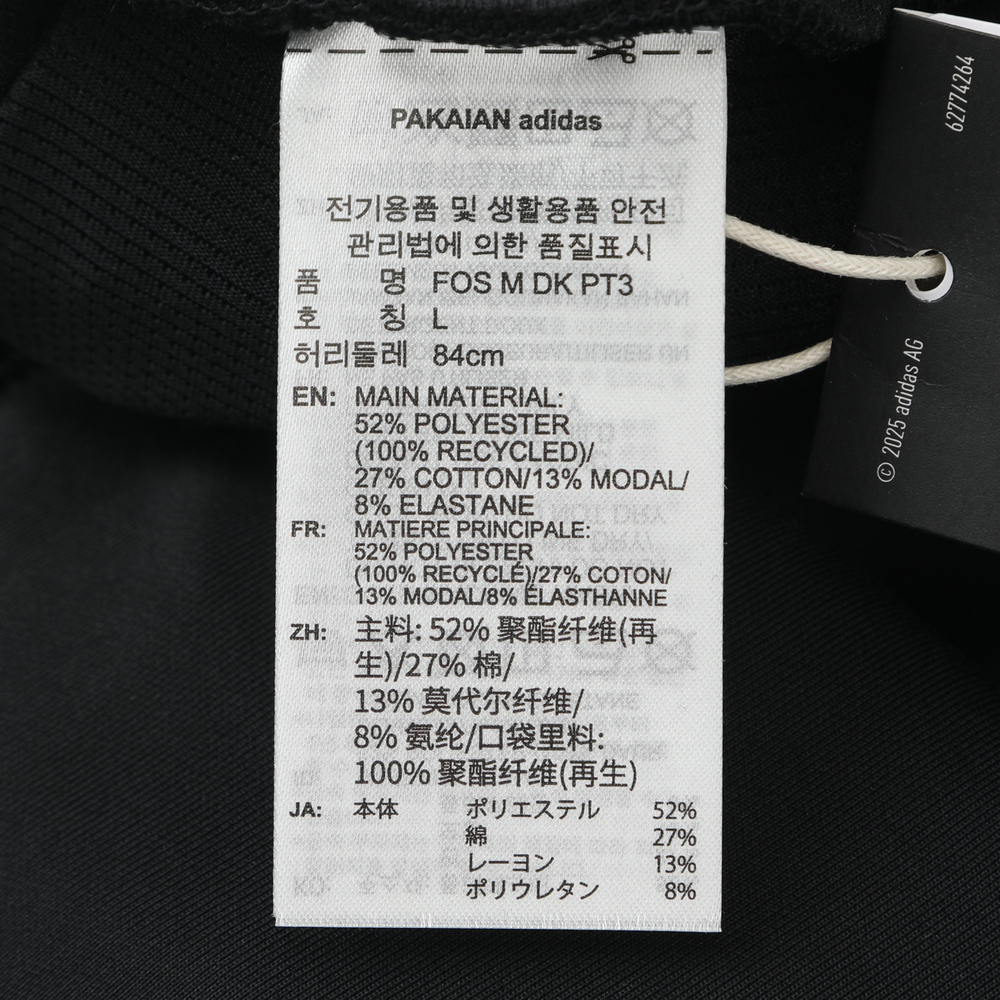 PAKAIAN adidas
전기용품 및 생활용품 안전
관리법에 의한 품질표시
품 명 FOS M DK PT3
호 칭 L
허리둘레 84cm
EN: MAIN MATERIAL:
52% POLYESTER
(100% RECYCLED)/
27% COTTON/13% MODAL/
8% ELASTANE
FR: MATIERE PRINCIPALE:
52% POLYESTER
(100% RECYCLÉ)/27% COTON/
13% MODAL/8% ÉLASTHANNE
ZH: 主料: 52% 聚酯纤维(再
生)/27% 棉/
13% 莫代尔纤维/
8% 氨纶/口袋里料:
100% 聚酯纤维(再生)
JA: 本体 ポリエステル 52%
綿 27%
レーヨン 13%
ポリウレタン 8%
62774264
© 2025 adidas AG